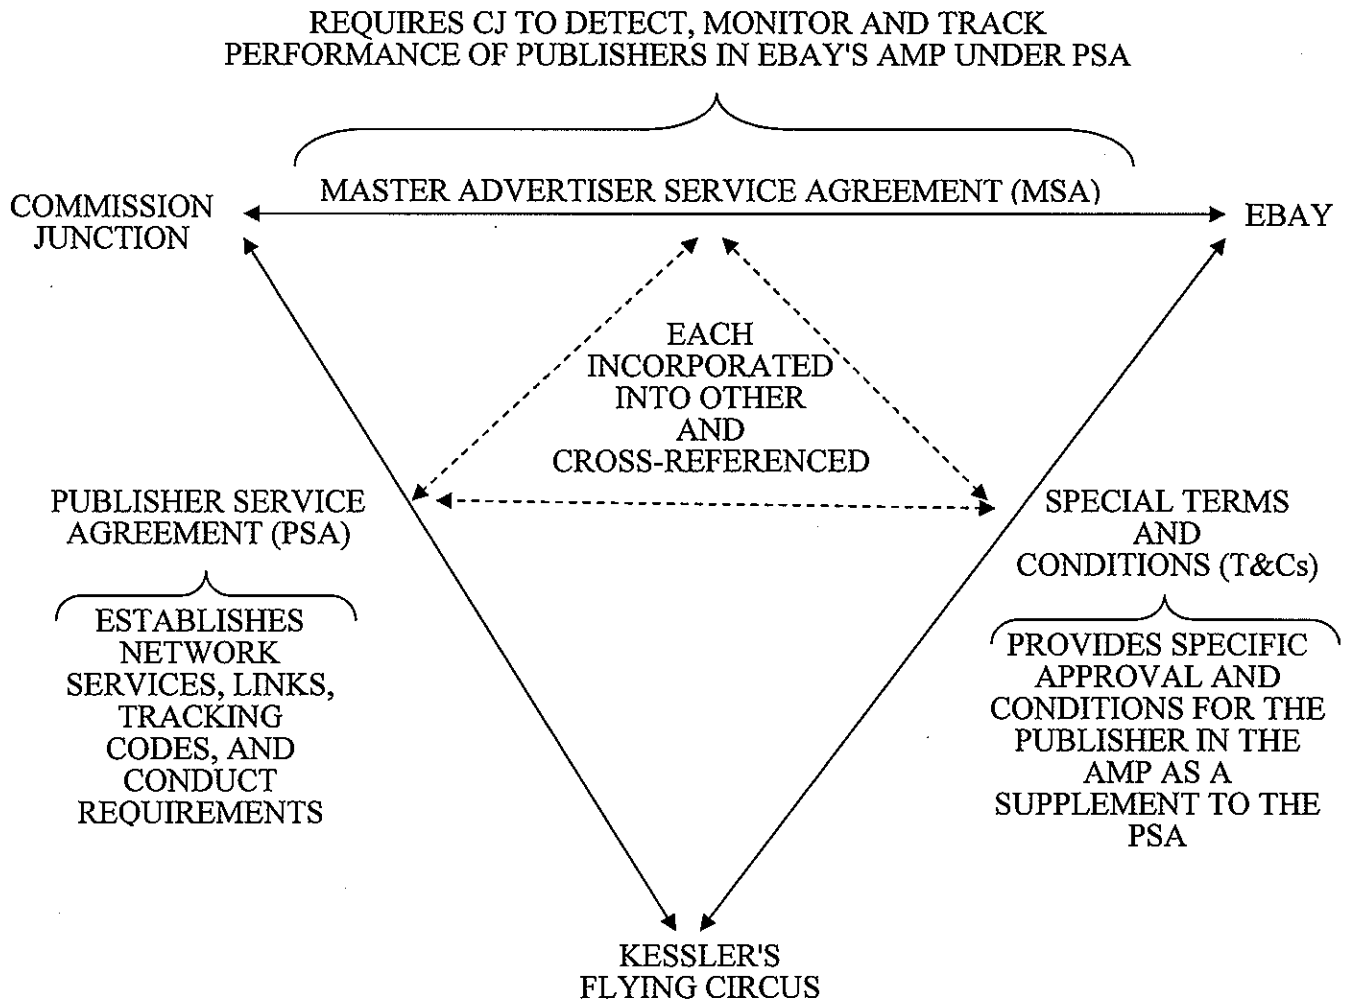 REQUIRES CJ TO DETECT, MONITOR AND TRACK
PERFORMANCE OF PUBLISHERS IN EBAY'S AMP UNDER PSA
MASTER ADVERTISER SERVICE AGREEMENT (MSA)
COMMISSION
JUNCTION
EBAY
EACH
INCORPORATED
INTO OTHER
AND
CROSS-REFERENCED
PUBLISHER SERVICE
AGREEMENT (PSA)
ESTABLISHES
NETWORK
SERVICES, LINKS,
TRACKING
CODES, AND
CONDUCT
REQUIREMENTS
SPECIAL TERMS
AND
CONDITIONS (T&Cs)
PROVIDES SPECIFIC
APPROVAL AND
CONDITIONS FOR THE
PUBLISHER IN THE
AMP AS A
SUPPLEMENT TO THE
PSA
KESSLER'S
FLYING CIRCUS